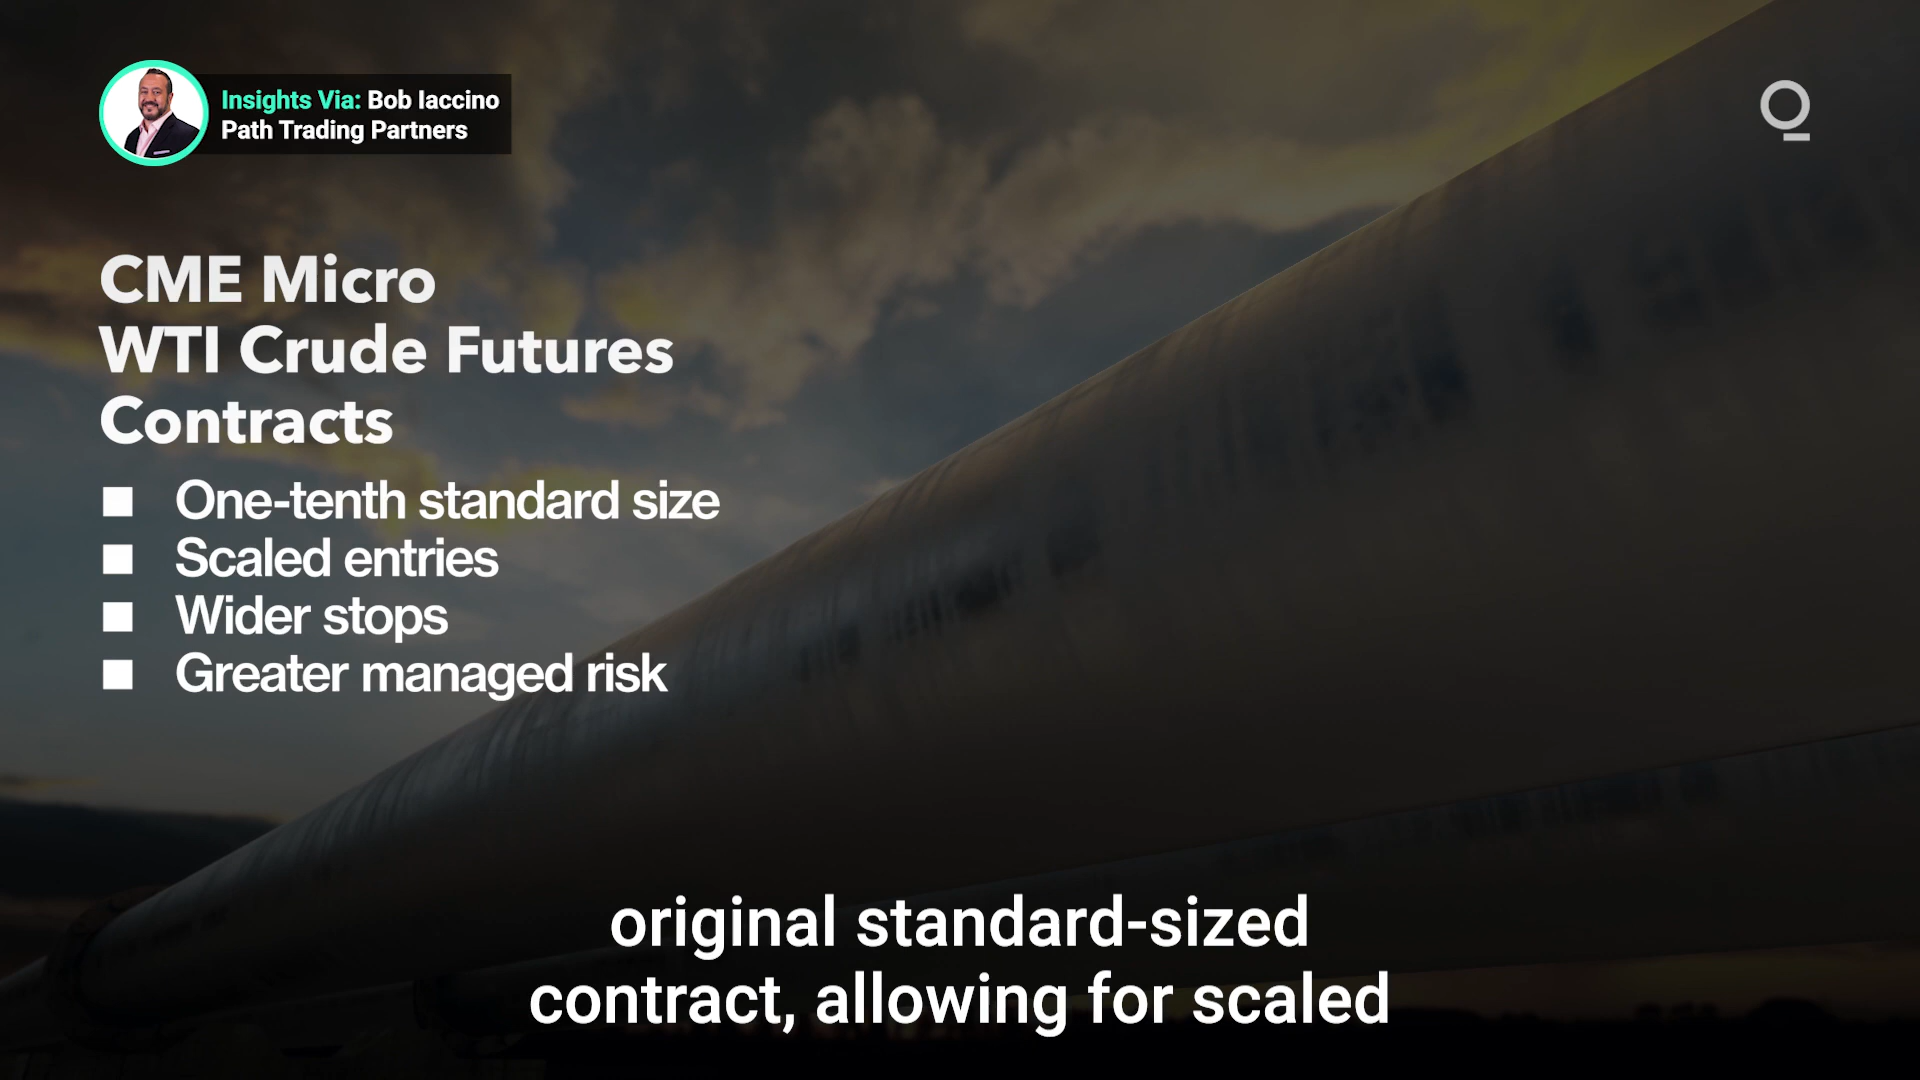 Insights Via: Bob Iaccino
Path Trading Partners
CME Micro
WTI Crude Futures
Contracts
One-tenth standard size
Scaled entries
Wider stops
Greater managed risk
original standard-sized
contract, allowing for scaled